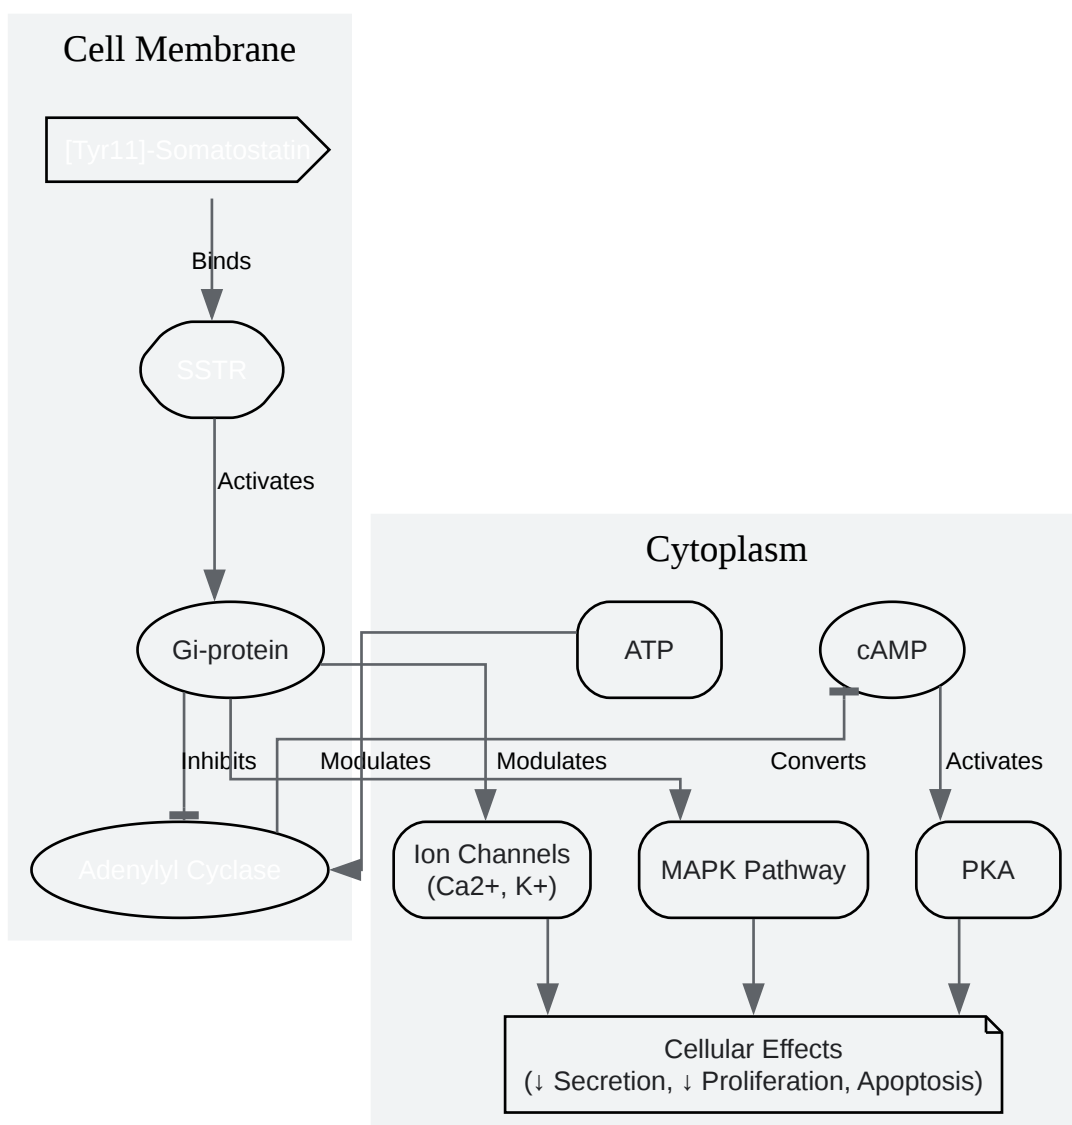 Cell Membrane
[Tyr11]-Somatostatin
Binds
SSTR
Activates
Cytoplasm
Gi-protein
ATP
cAMP
Inhibits
Modulates
Modulates
Converts
Activates
Adenylyl Cyclase
Ion Channels
(Ca2+, K+)
MAPK Pathway
PKA
Cellular Effects
(↓ Secretion, ↓ Proliferation, Apoptosis)